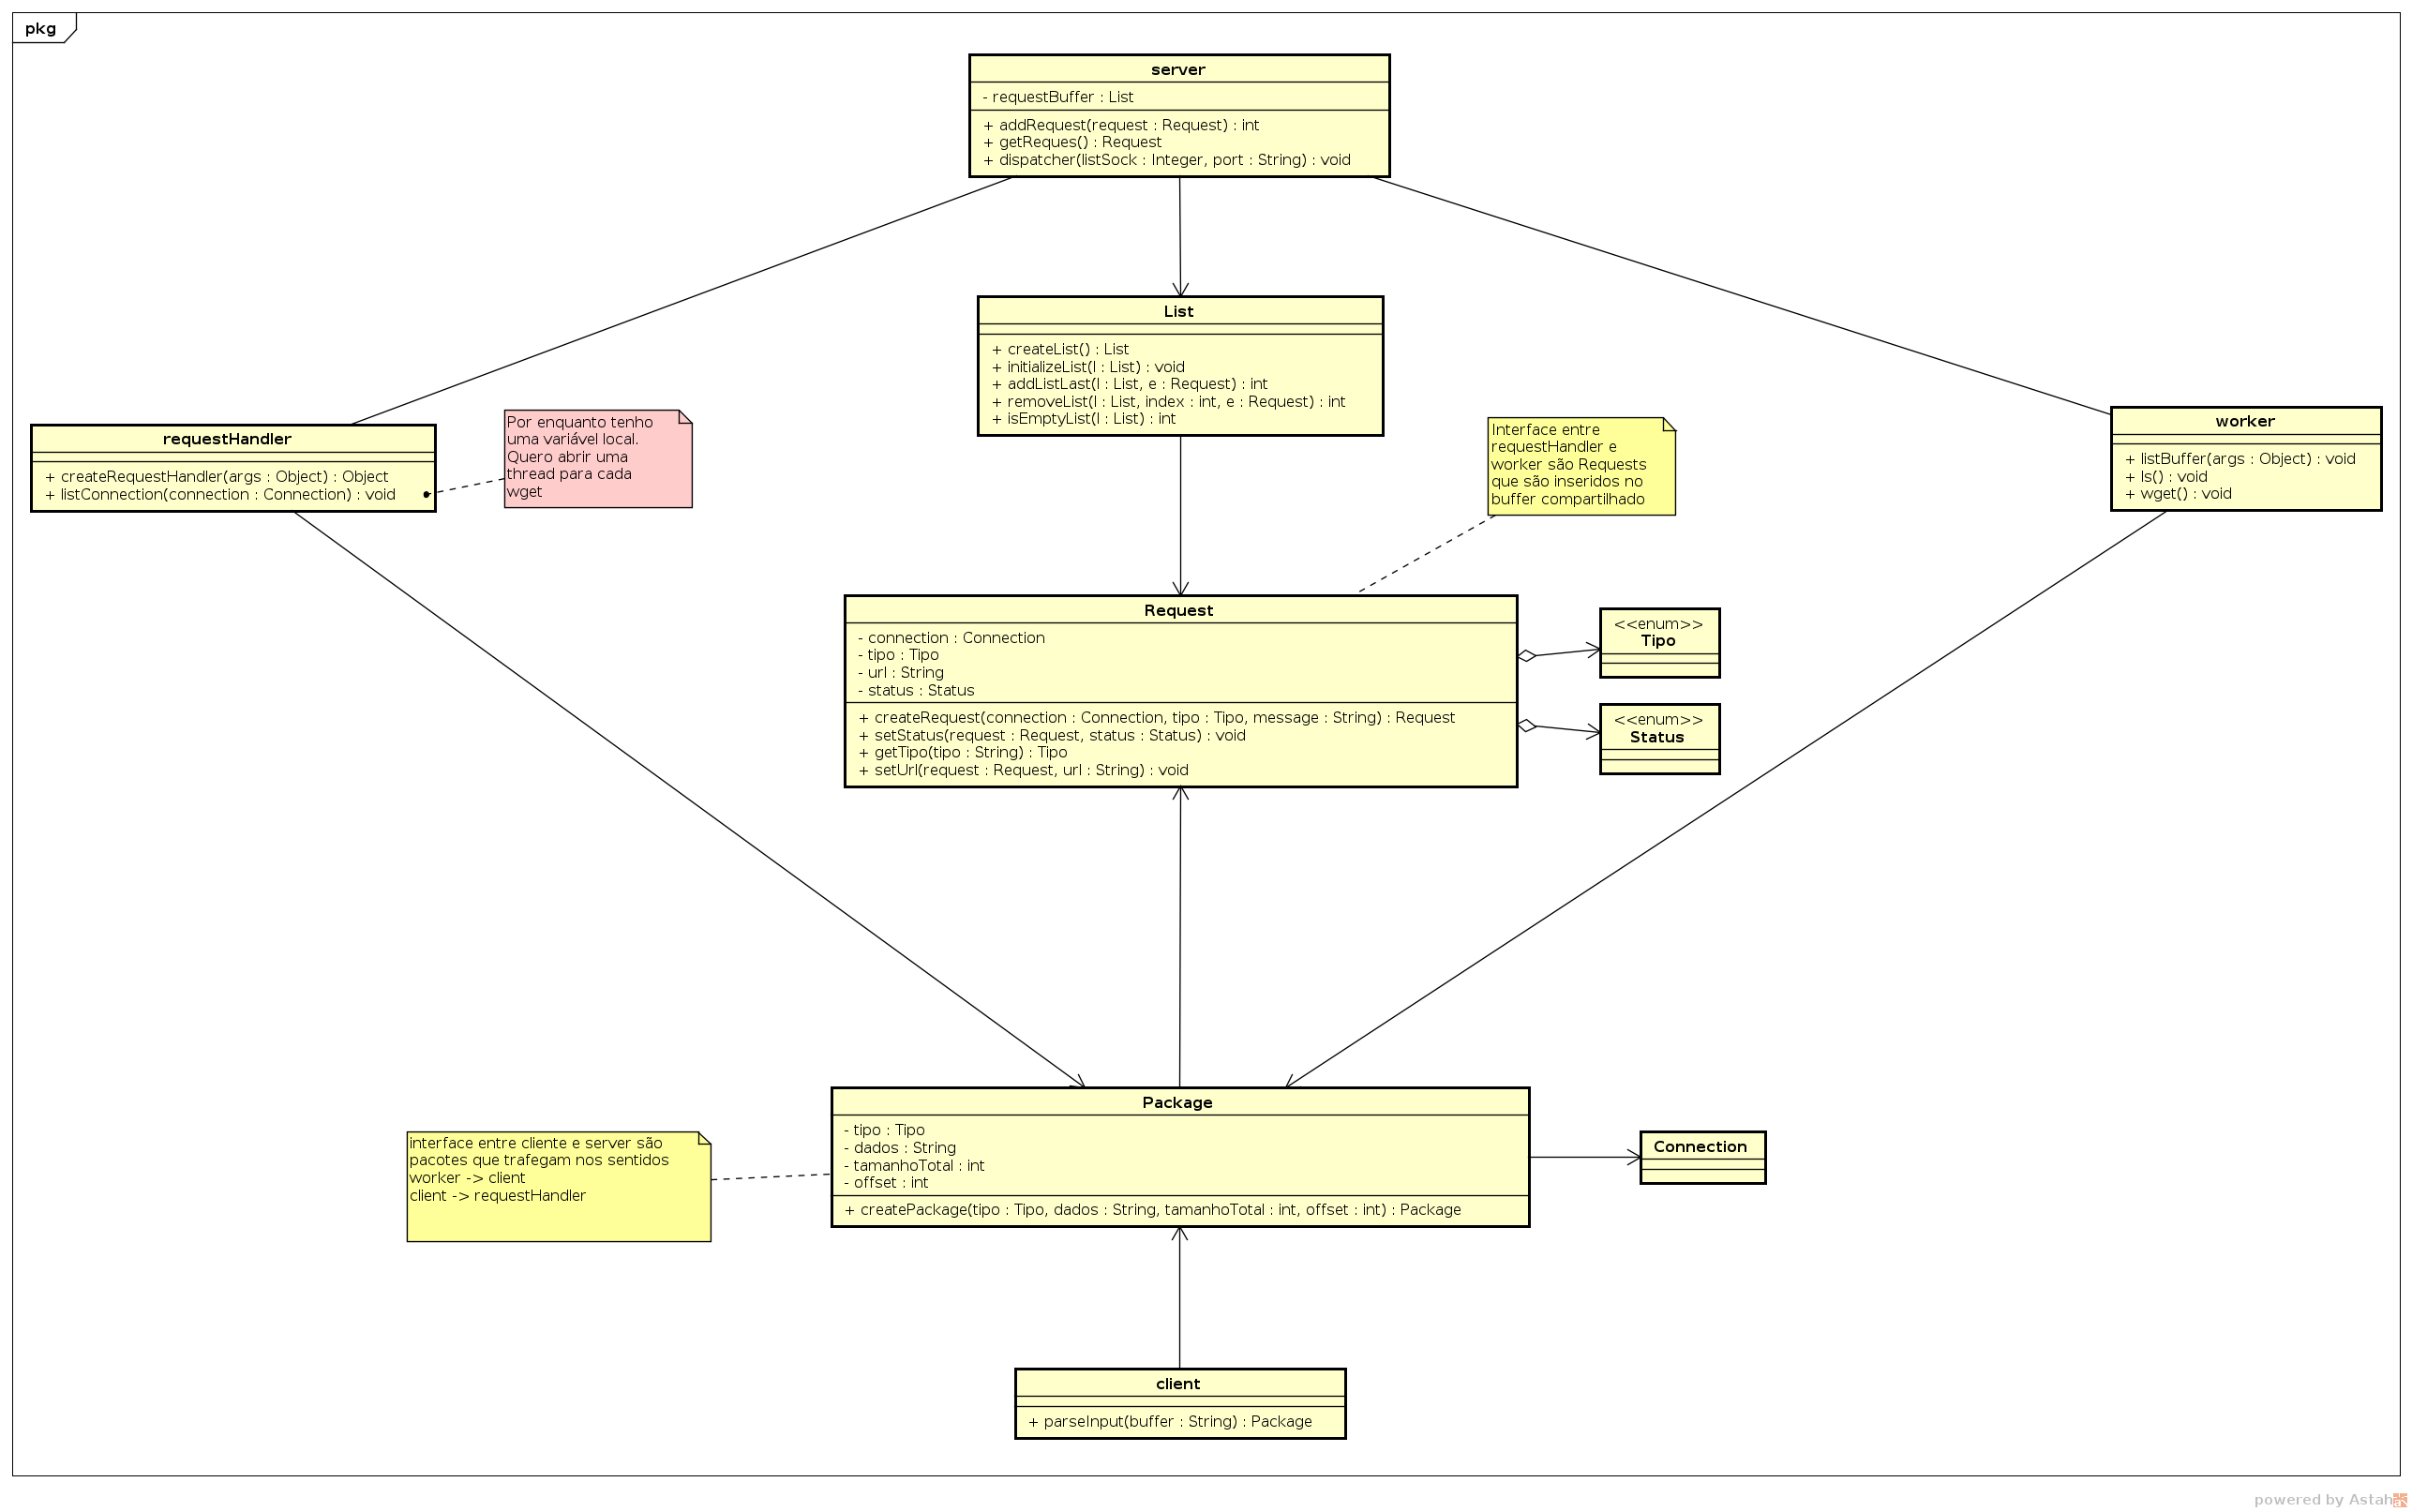 pkg
server
- requestBuffer : List
+ addRequest(request : Request) : int
+ getReques() : Request
+ dispatcher(listSock : Integer, port : String) : void
List
+ createList() : List
+ initializeList(l : List) : void
+ addListLast(l : List, e : Request) : int
+ removeList(l : List, index : int, e : Request) : int
+ isEmptyList(l : List) : int
requestHandler
+ createRequestHandler(args : Object) : Object
+ listConnection(connection : Connection) : void
Por enquanto tenho
uma variável local.
Quero abrir uma
thread para cada
wget
Interface entre
requestHandler e
worker são Requests
que são inseridos no
buffer compartilhado
worker
+ listBuffer(args : Object) : void
+ ls() : void
+ wget() : void
Request
- connection : Connection
- tipo : Tipo
- url : String
- status : Status
+ createRequest(connection : Connection, tipo : Tipo, message : String) : Request
+ setStatus(request : Request, status : Status) : void
+ getTipo(tipo : String) : Tipo
+ setUrl(request : Request, url : String) : void
<<enum>>
Tipo
<<enum>>
Status
Package
- tipo : Tipo
- dados : String
- tamanhoTotal : int
- offset : int
+ createPackage(tipo : Tipo, dados : String, tamanhoTotal : int, offset : int) : Package
interface entre cliente e server são
pacotes que trafegam nos sentidos
worker -> client
client -> requestHandler
Connection
client
+ parseInput(buffer : String) : Package
powered by Astah